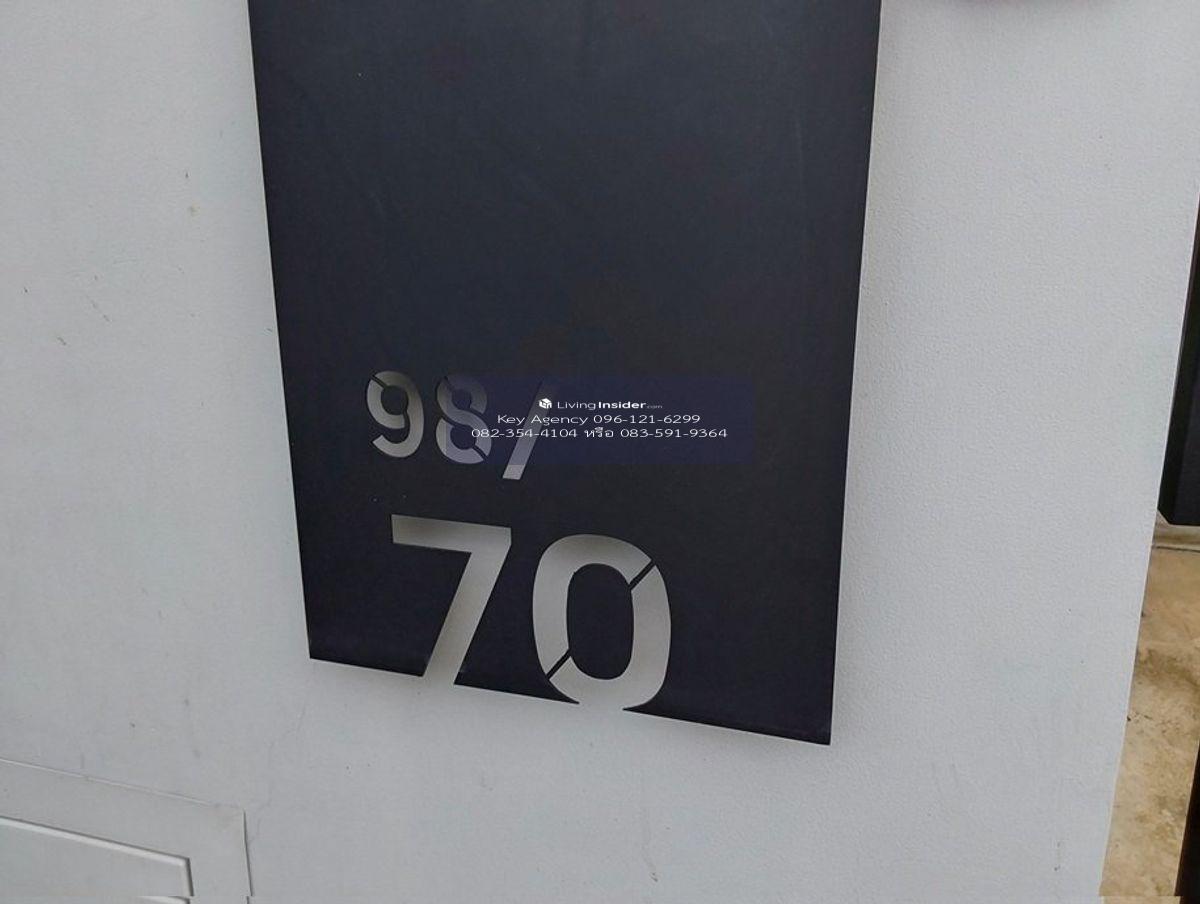 98/
LivingInsider.com
Key Agency 096-121-6299
082-354-4104 หรือ 083-591-9364
70